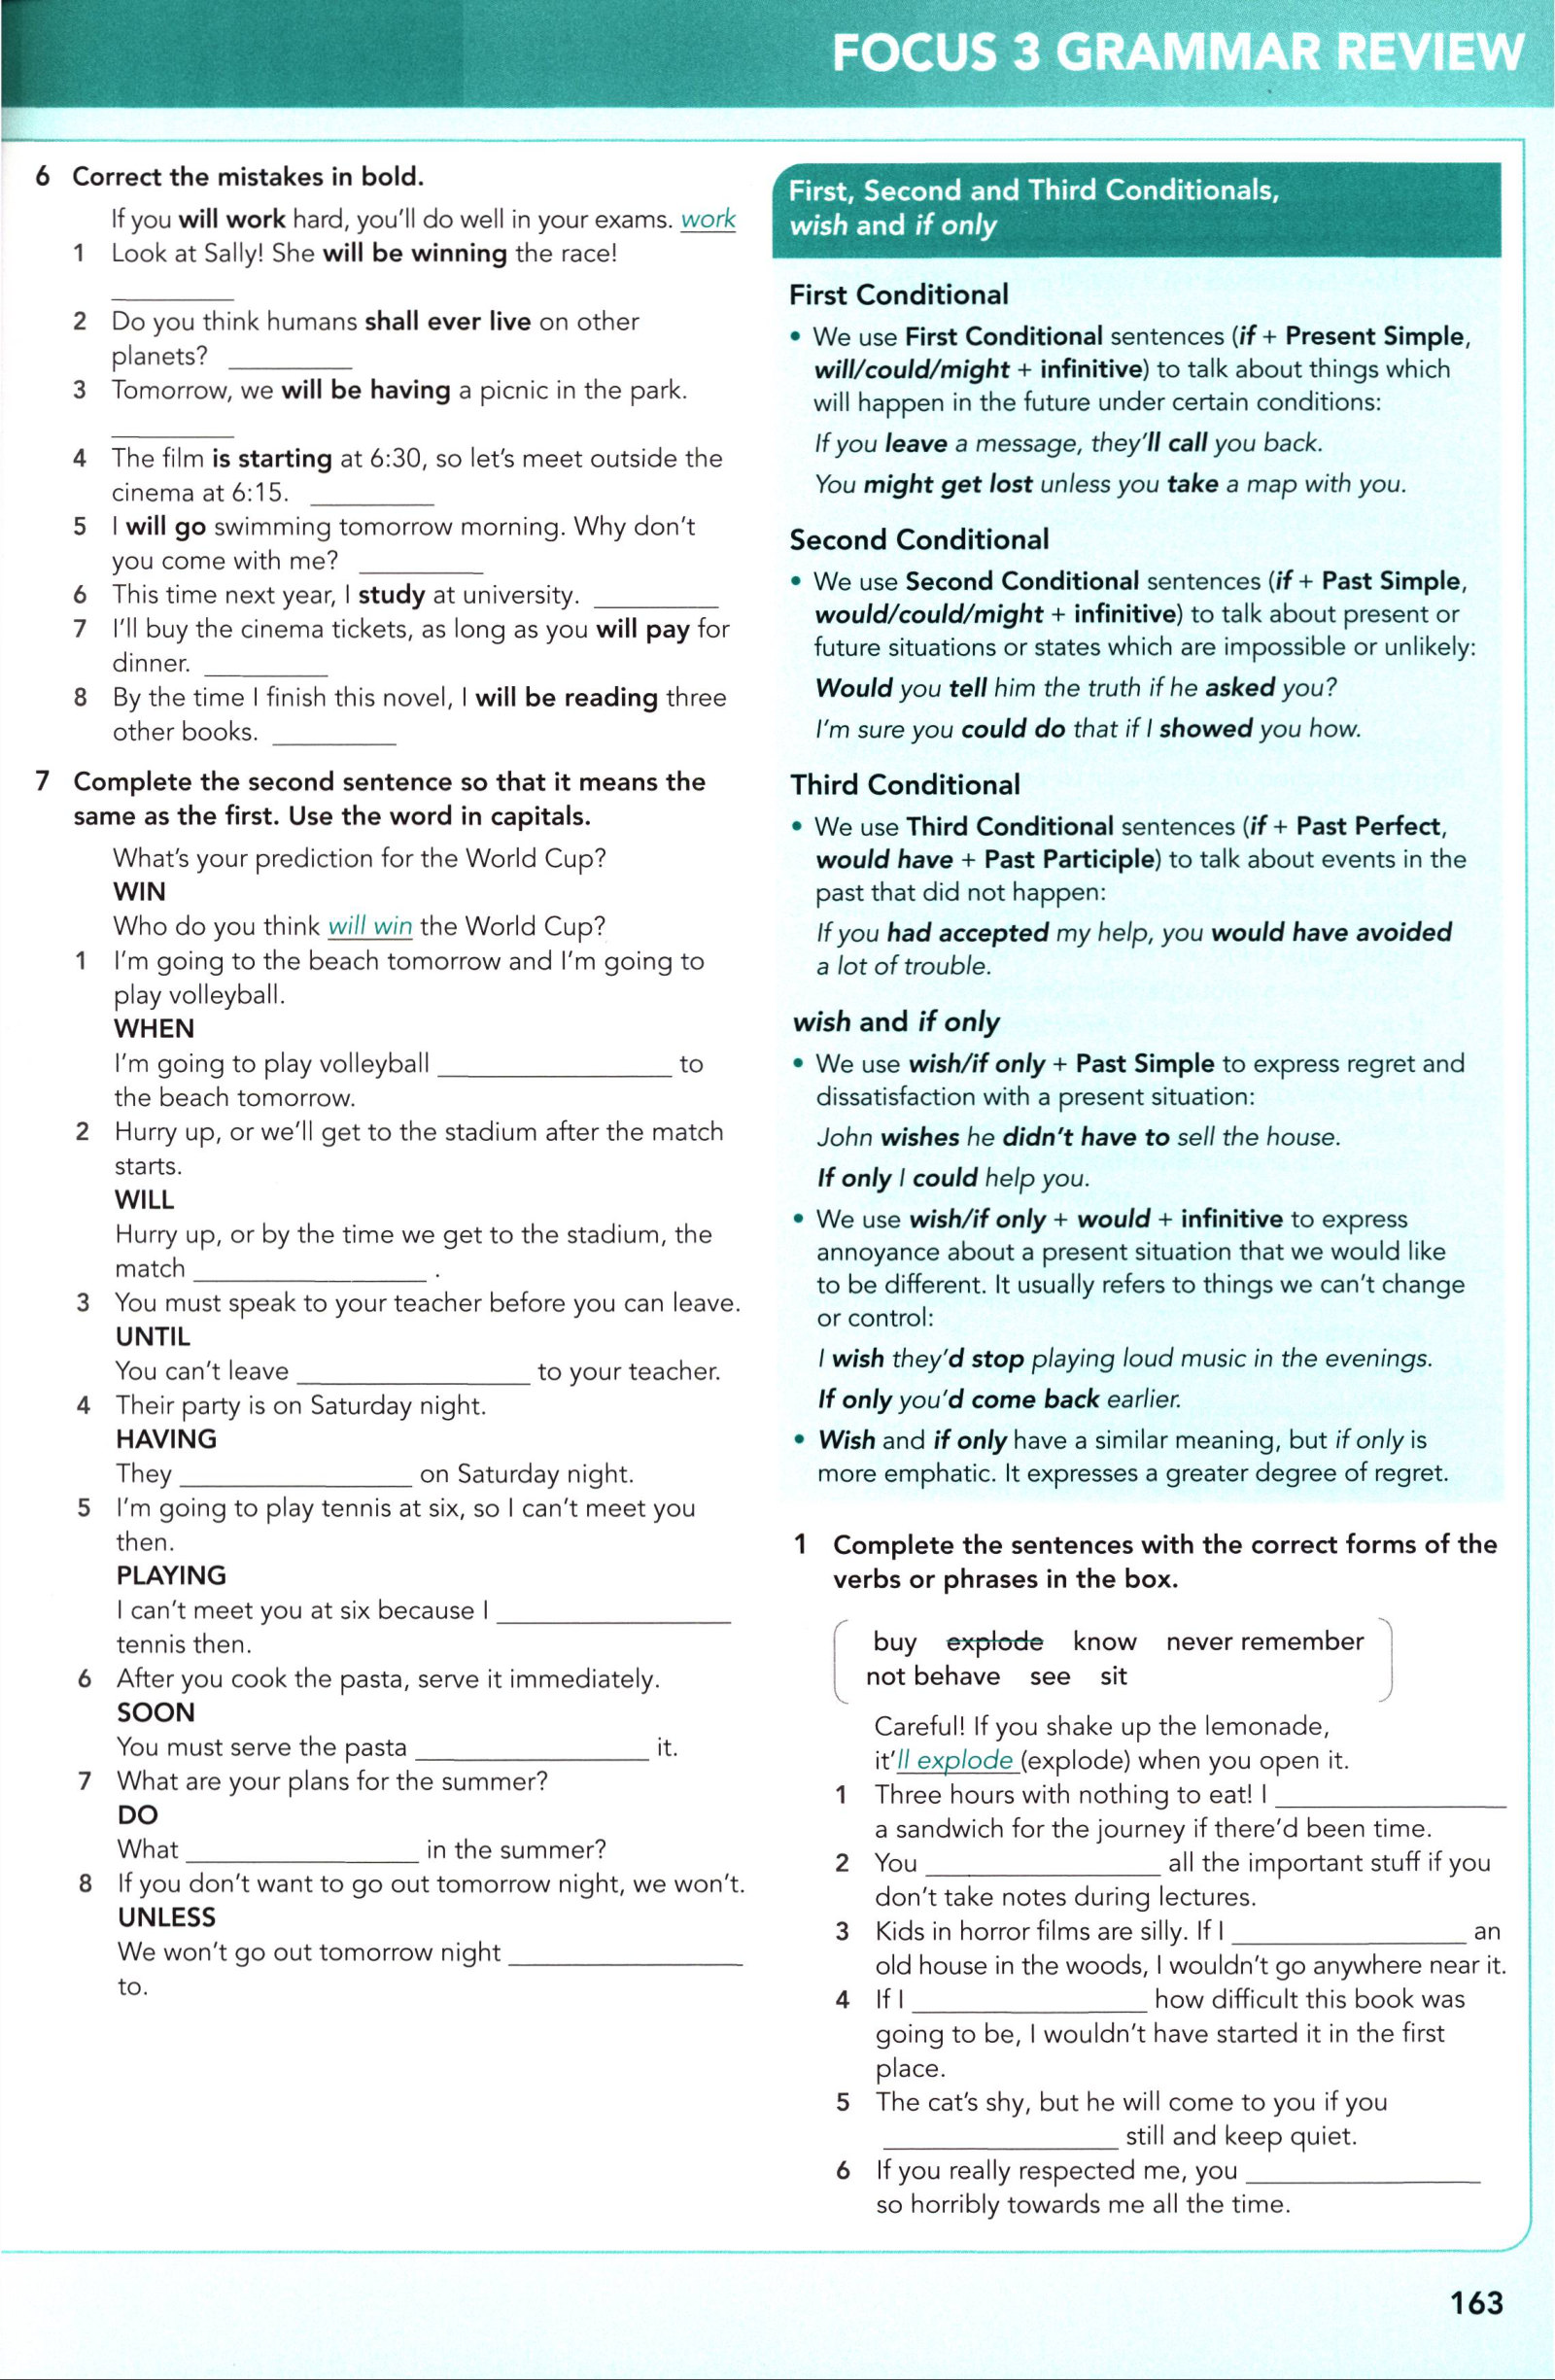 FOCUS 3 GRAMMAR REVIEW
6 Correct the mistakes in bold.
If you will work hard, you'll do well in your exams. work
1 Look at Sally! She will be winning the race!
____________
2 Do you think humans shall ever live on other
planets? ____________
3 Tomorrow, we will be having a picnic in the park.
____________
4 The film is starting at 6:30, so let's meet outside the
cinema at 6:15. ____________
5 I will go swimming tomorrow morning. Why don't
you come with me? ____________
6 This time next year, I study at university. ____________
7 I'll buy the cinema tickets, as long as you will pay for
dinner. ____________
8 By the time I finish this novel, I will be reading three
other books. ____________
7 Complete the second sentence so that it means the
same as the first. Use the word in capitals.
What's your prediction for the World Cup?
WIN
Who do you think will win the World Cup?
1 I'm going to the beach tomorrow and I'm going to
play volleyball.
WHEN
I'm going to play volleyball ____________ to
the beach tomorrow.
2 Hurry up, or we'll get to the stadium after the match
starts.
WILL
Hurry up, or by the time we get to the stadium, the
match ____________ .
3 You must speak to your teacher before you can leave.
UNTIL
You can't leave ____________ to your teacher.
4 Their party is on Saturday night.
HAVING
They ____________ on Saturday night.
5 I'm going to play tennis at six, so I can't meet you
then.
PLAYING
I can't meet you at six because I ____________
tennis then.
6 After you cook the pasta, serve it immediately.
SOON
You must serve the pasta ____________ it.
7 What are your plans for the summer?
DO
What ____________ in the summer?
8 If you don't want to go out tomorrow night, we won't.
UNLESS
We won't go out tomorrow night ____________
to.
First, Second and Third Conditionals,
wish and if only
First Conditional
• We use First Conditional sentences (if + Present Simple,
will/could/might + infinitive) to talk about things which
will happen in the future under certain conditions:
If you leave a message, they'll call you back.
You might get lost unless you take a map with you.
Second Conditional
• We use Second Conditional sentences (if + Past Simple,
would/could/might + infinitive) to talk about present or
future situations or states which are impossible or unlikely:
Would you tell him the truth if he asked you?
I'm sure you could do that if I showed you how.
Third Conditional
• We use Third Conditional sentences (if + Past Perfect,
would have + Past Participle) to talk about events in the
past that did not happen:
If you had accepted my help, you would have avoided
a lot of trouble.
wish and if only
• We use wish/if only + Past Simple to express regret and
dissatisfaction with a present situation:
John wishes he didn't have to sell the house.
If only I could help you.
• We use wish/if only + would + infinitive to express
annoyance about a present situation that we would like
to be different. It usually refers to things we can't change
or control:
I wish they'd stop playing loud music in the evenings.
If only you'd come back earlier.
• Wish and if only have a similar meaning, but if only is
more emphatic. It expresses a greater degree of regret.
1 Complete the sentences with the correct forms of the
verbs or phrases in the box.
buy explode know never remember
not behave see sit
Careful! If you shake up the lemonade,
it'll explode (explode) when you open it.
1 Three hours with nothing to eat! I ____________
a sandwich for the journey if there'd been time.
2 You ____________ all the important stuff if you
don't take notes during lectures.
3 Kids in horror films are silly. If I ____________ an
old house in the woods, I wouldn't go anywhere near it.
4 If I ____________ how difficult this book was
going to be, I wouldn't have started it in the first
place.
5 The cat's shy, but he will come to you if you
____________ still and keep quiet.
6 If you really respected me, you ____________
so horribly towards me all the time.
163